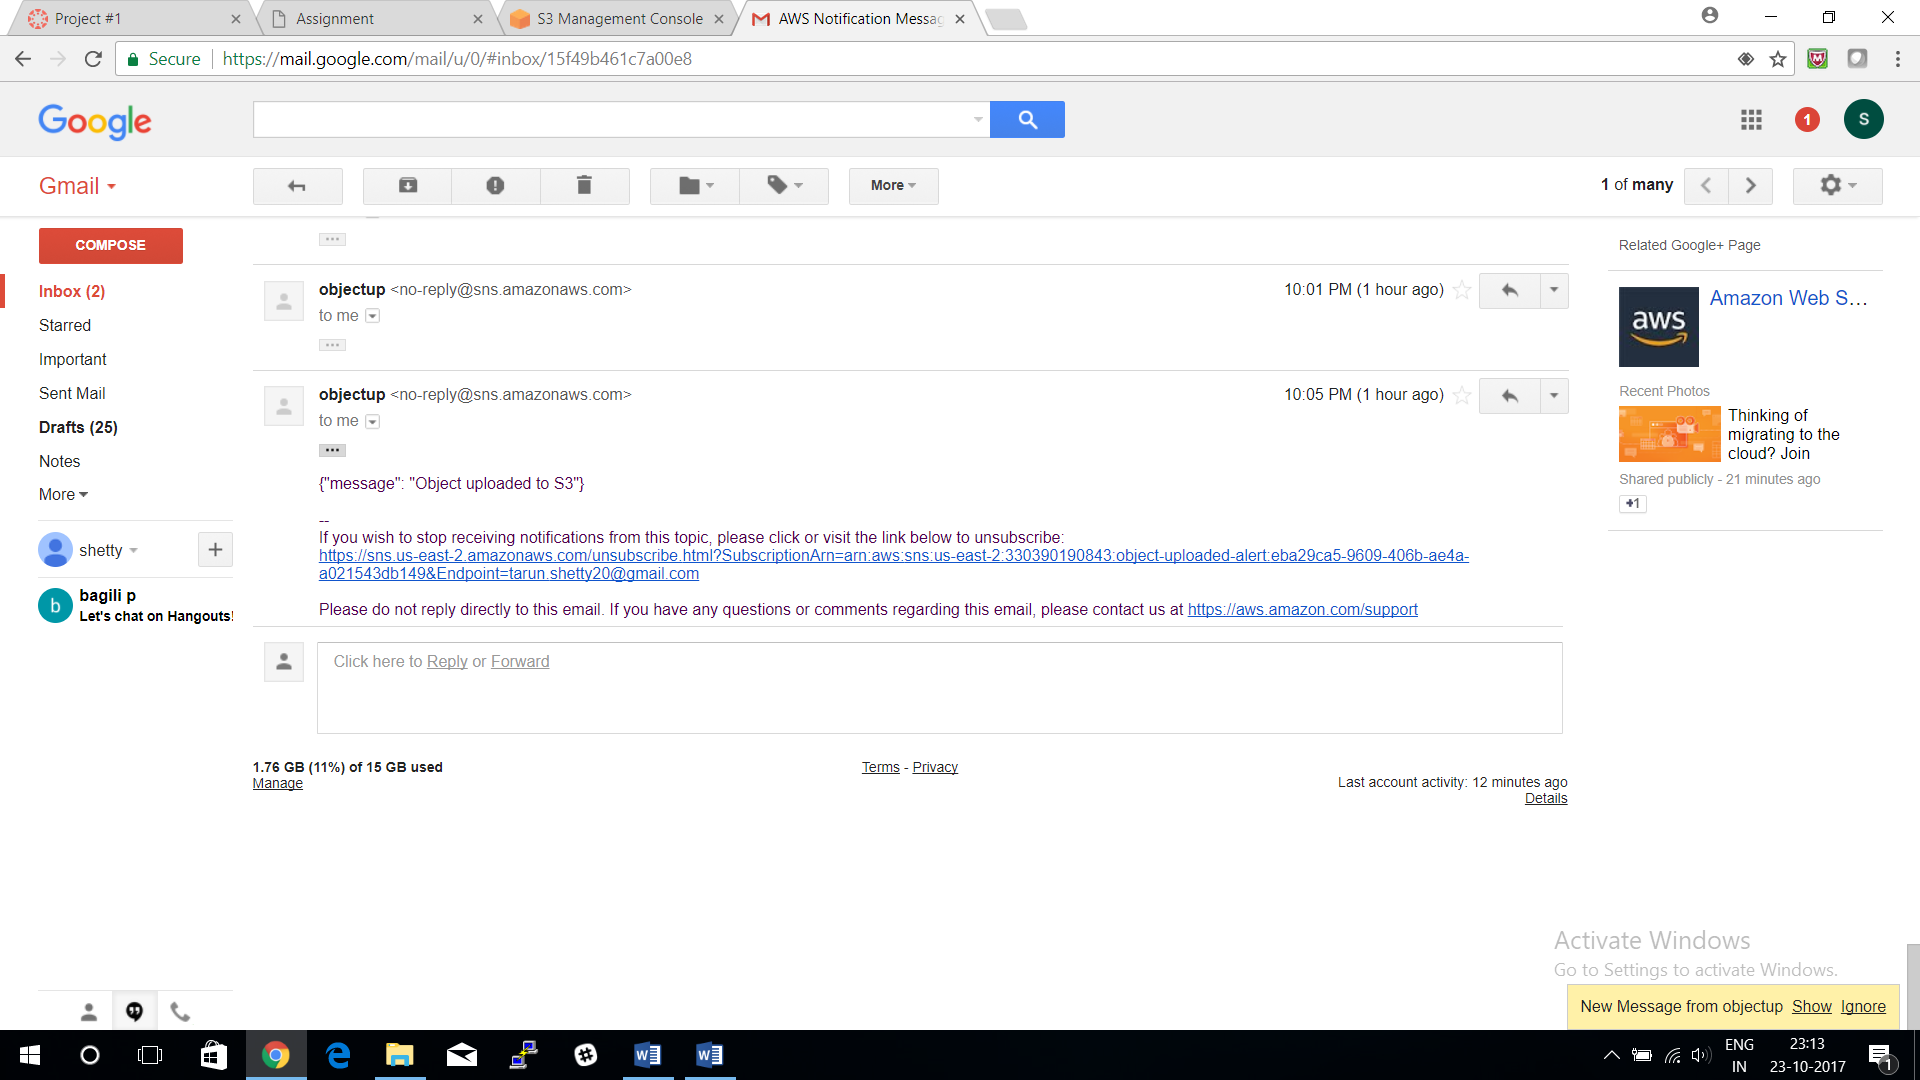 Project #1
Assignment
S3 Management Console
AWS Notification Messag
Secure
https://mail.google.com/mail/u/0/#inbox/15f49b461c7a00e8
Google
1
S
Gmail
More
1 of many
COMPOSE
Inbox (2)
Starred
Important
Sent Mail
Drafts (25)
Notes
More
shetty
b
bagili p
Let's chat on Hangouts!
objectup <no-reply@sns.amazonaws.com>
10:01 PM (1 hour ago)
to me
objectup <no-reply@sns.amazonaws.com>
10:05 PM (1 hour ago)
to me
{"message": "Object uploaded to S3"}
--
If you wish to stop receiving notifications from this topic, please click or visit the link below to unsubscribe:
https://sns.us-east-2.amazonaws.com/unsubscribe.html?SubscriptionArn=arn:aws:sns:us-east-2:330390190843:object-uploaded-alert:eba29ca5-9609-406b-ae4a-
a021543db149&Endpoint=tarun.shetty20@gmail.com
Please do not reply directly to this email. If you have any questions or comments regarding this email, please contact us at https://aws.amazon.com/support
Click here to Reply or Forward
1.76 GB (11%) of 15 GB used
Manage
Terms - Privacy
Last account activity: 12 minutes ago
Details
Related Google+ Page
aws
Amazon Web S...
Recent Photos
Thinking of
migrating to the
cloud? Join
Shared publicly - 21 minutes ago
+1
Activate Windows
Go to Settings to activate Windows.
New Message from objectup Show Ignore
ENG
IN
23:13
23-10-2017
1